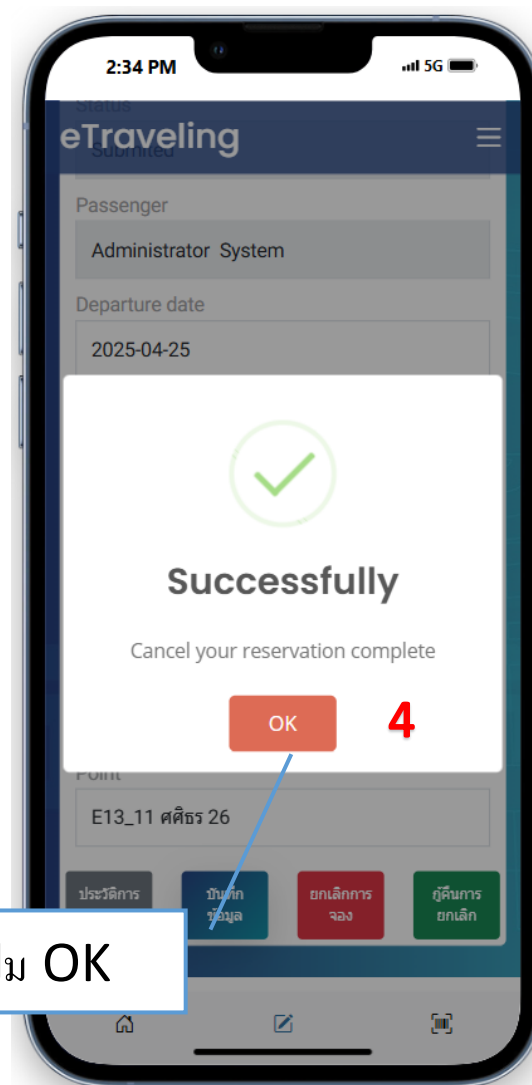 2:34 PM
5G
Status
eTraveling
Submited
Passenger
Administrator System
Departure date
2025-04-25
Successfully
Cancel your reservation complete
OK
4
Point
E13_11 ศศิธร 26
ประวัติการ
บันทึก
ข้อมูล
ยกเลิกการ
จอง
กู้คืนการ
ยกเลิก
OK